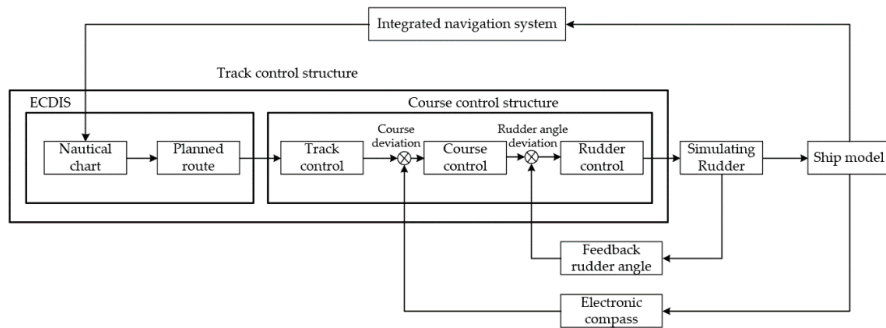 Integrated navigation system
Track control structure
ECDIS
Course control structure
Nautical
chart
Planned
route
Track
control
Course
deviation
Course
control
Rudder angle
deviation
Rudder
control
Simulating
Rudder
Ship model
Feedback
rudder angle
Electronic
compass